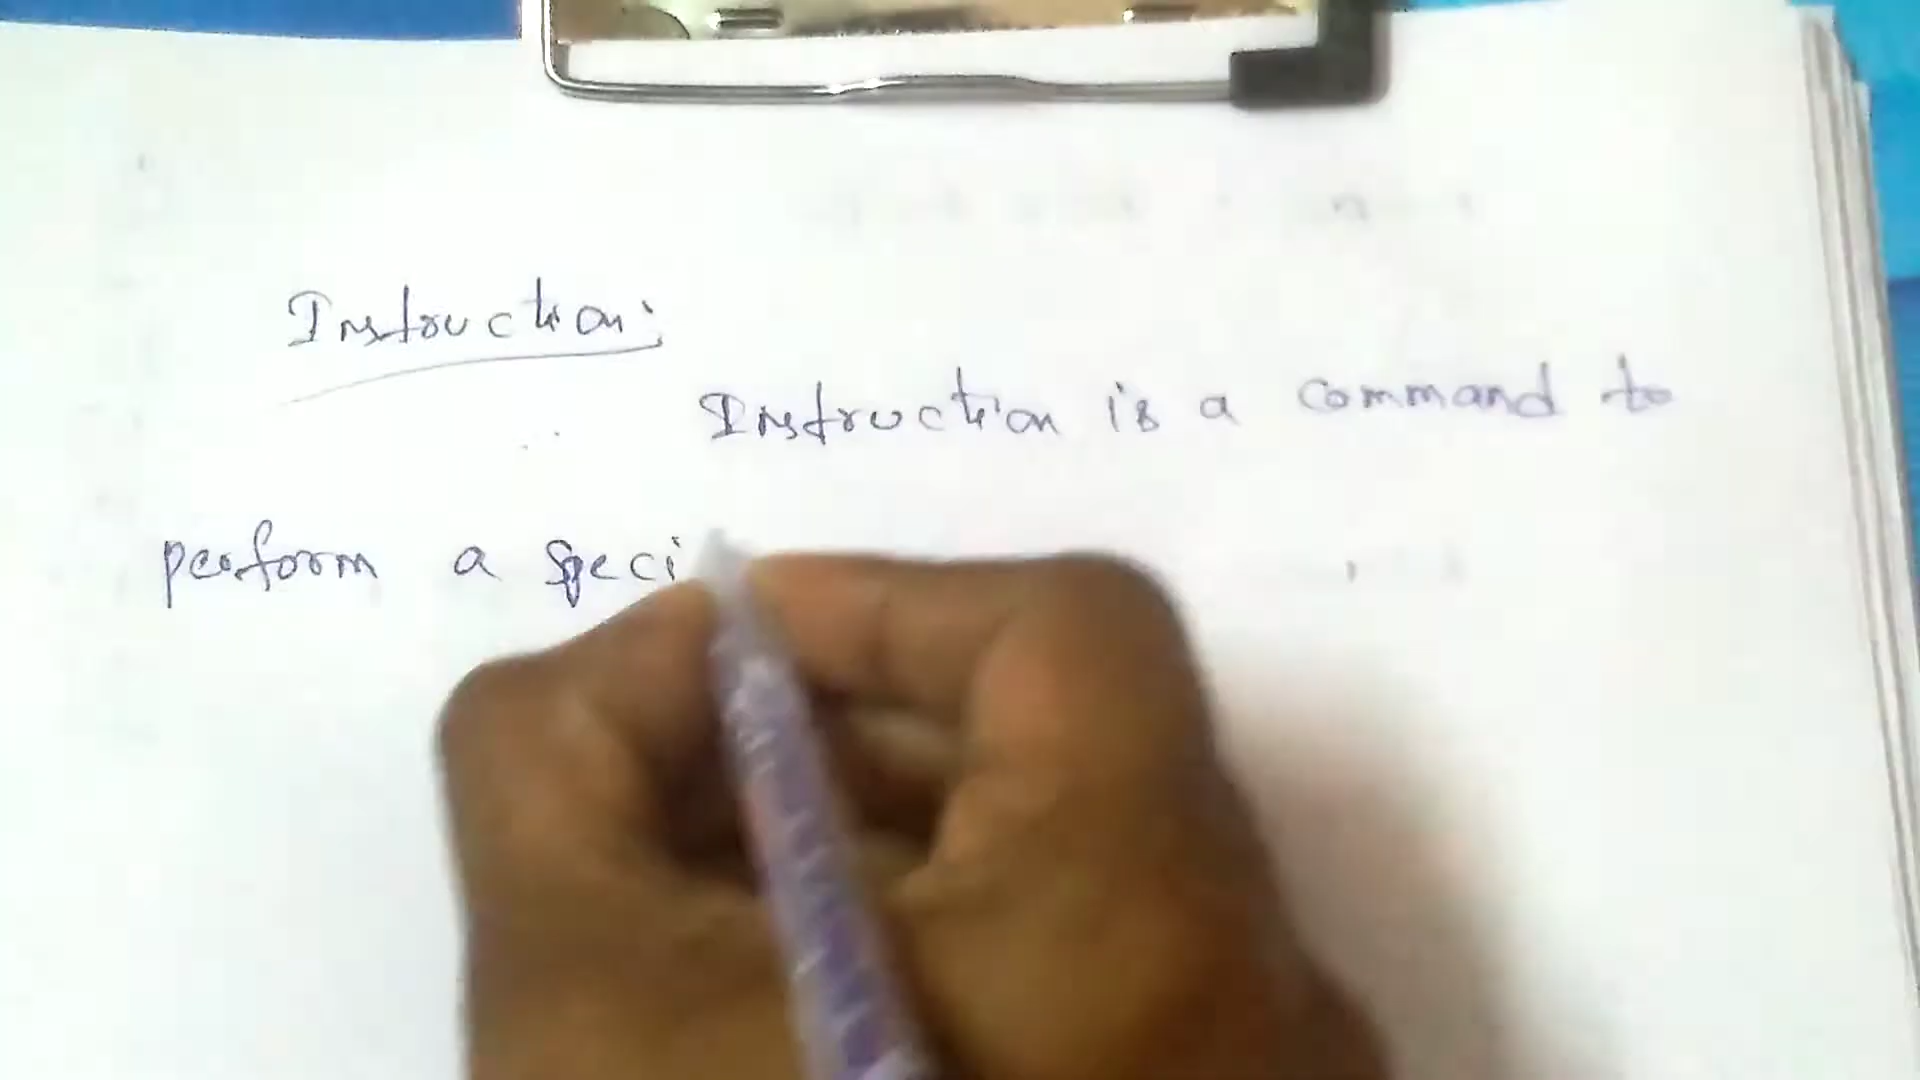 Instruction:
Instruction is a command to
perform a speci